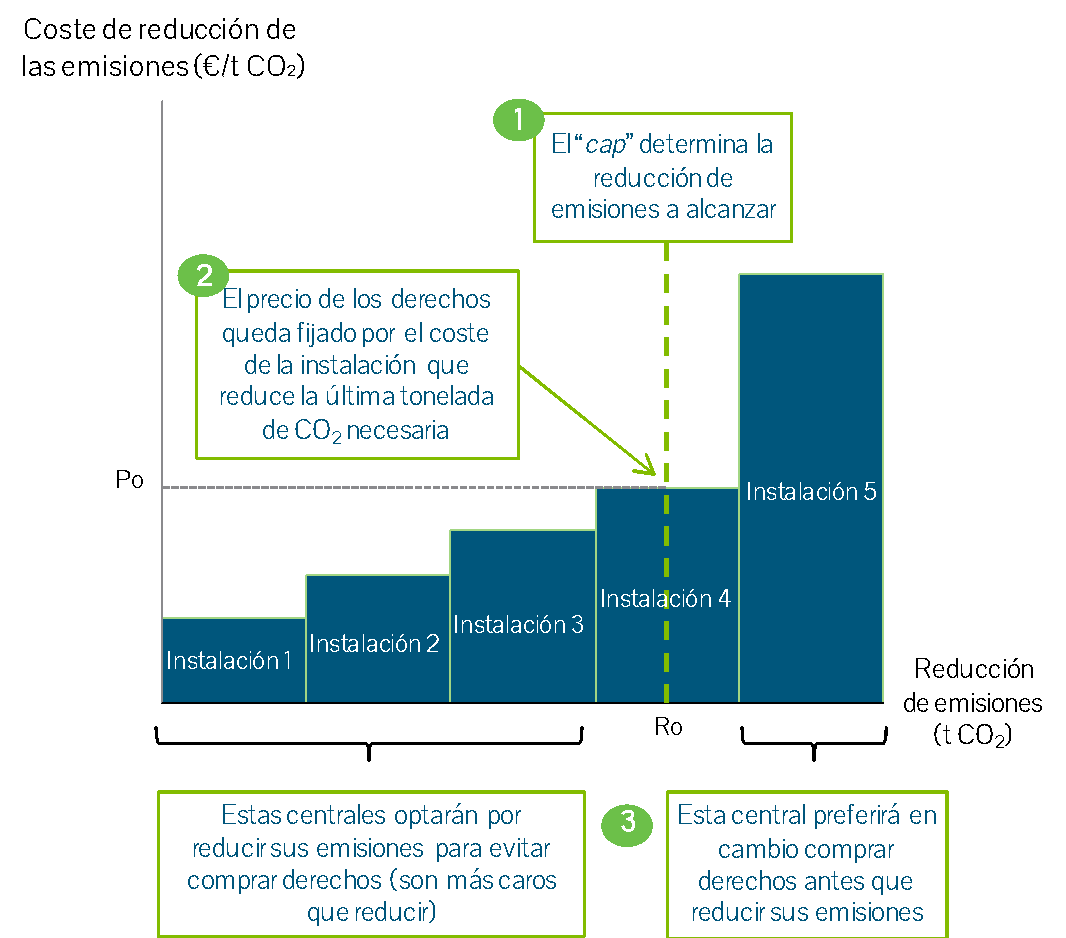 Coste de reducción de
las emisiones (€/t CO₂)
1
El “cap” determina la
reducción de
emisiones a alcanzar
2
El precio de los derechos
queda fijado por el coste
de la instalación que
reduce la última tonelada
de CO₂ necesaria
Po
Instalación 1
Instalación 2
Instalación 3
Instalación 4
Instalación 5
Ro
Reducción
de emisiones
(t CO₂)
Estas centrales optarán por
reducir sus emisiones para evitar
comprar derechos (son más caros
que reducir)
3
Esta central preferirá en
cambio comprar
derechos antes que
reducir sus emisiones